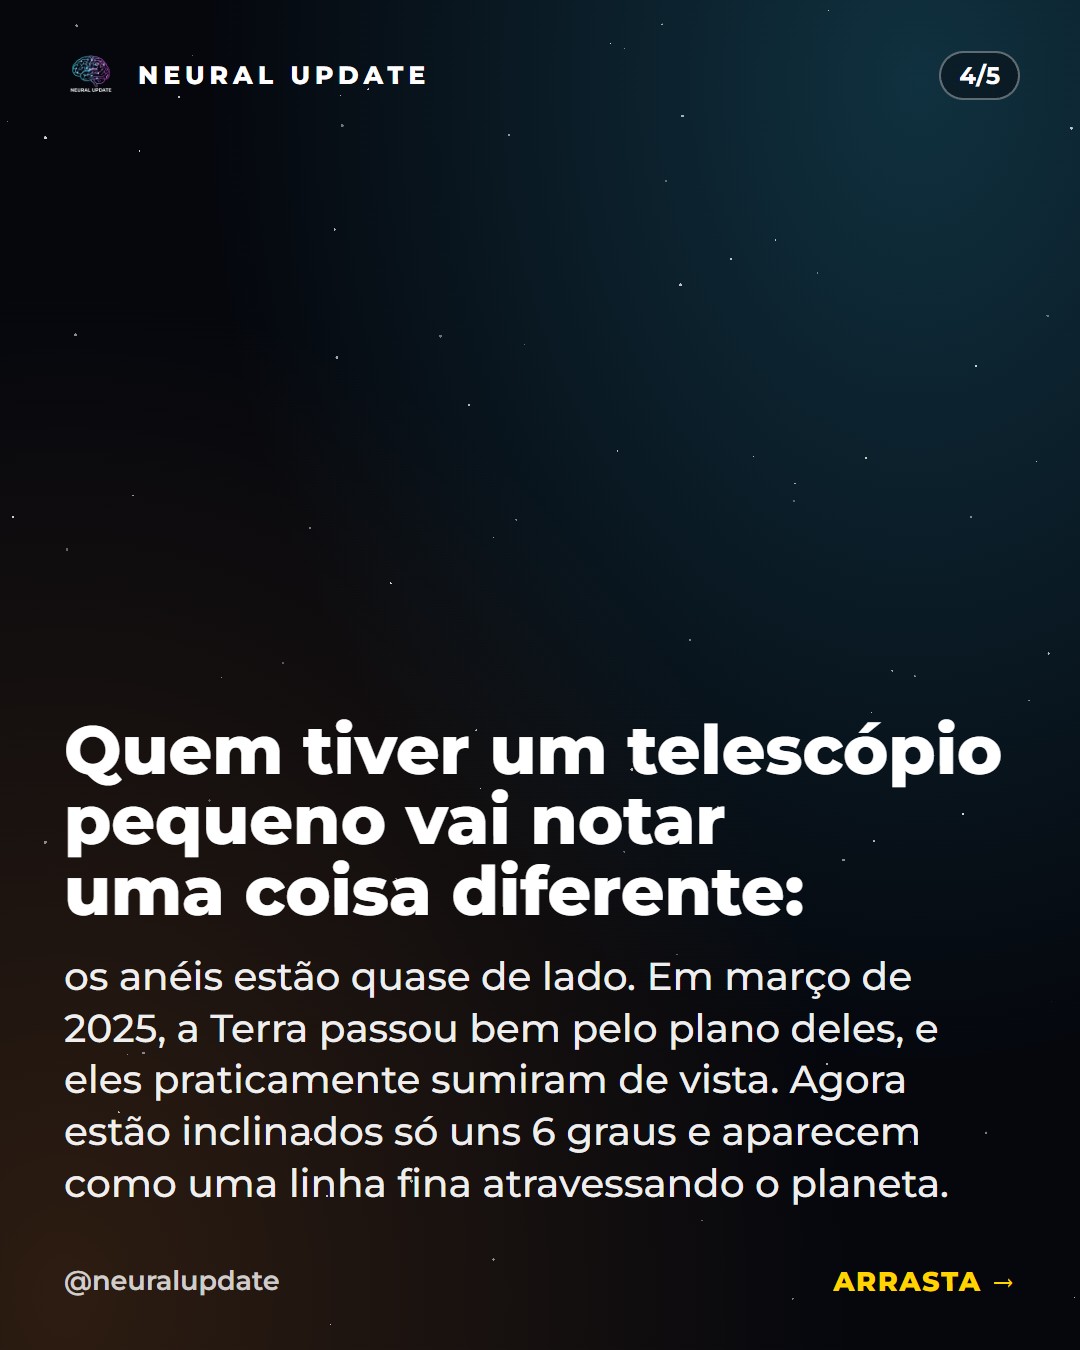 NEURAL UPDATE
NEURAL UPDATE
4/5
Quem tiver um telescópio
pequeno vai notar
uma coisa diferente:
os anéis estão quase de lado. Em março de
2025, a Terra passou bem pelo plano deles, e
eles praticamente sumiram de vista. Agora
estão inclinados só uns 6 graus e aparecem
como uma linha fina atravessando o planeta.
@neuralupdate
ARRASTA →